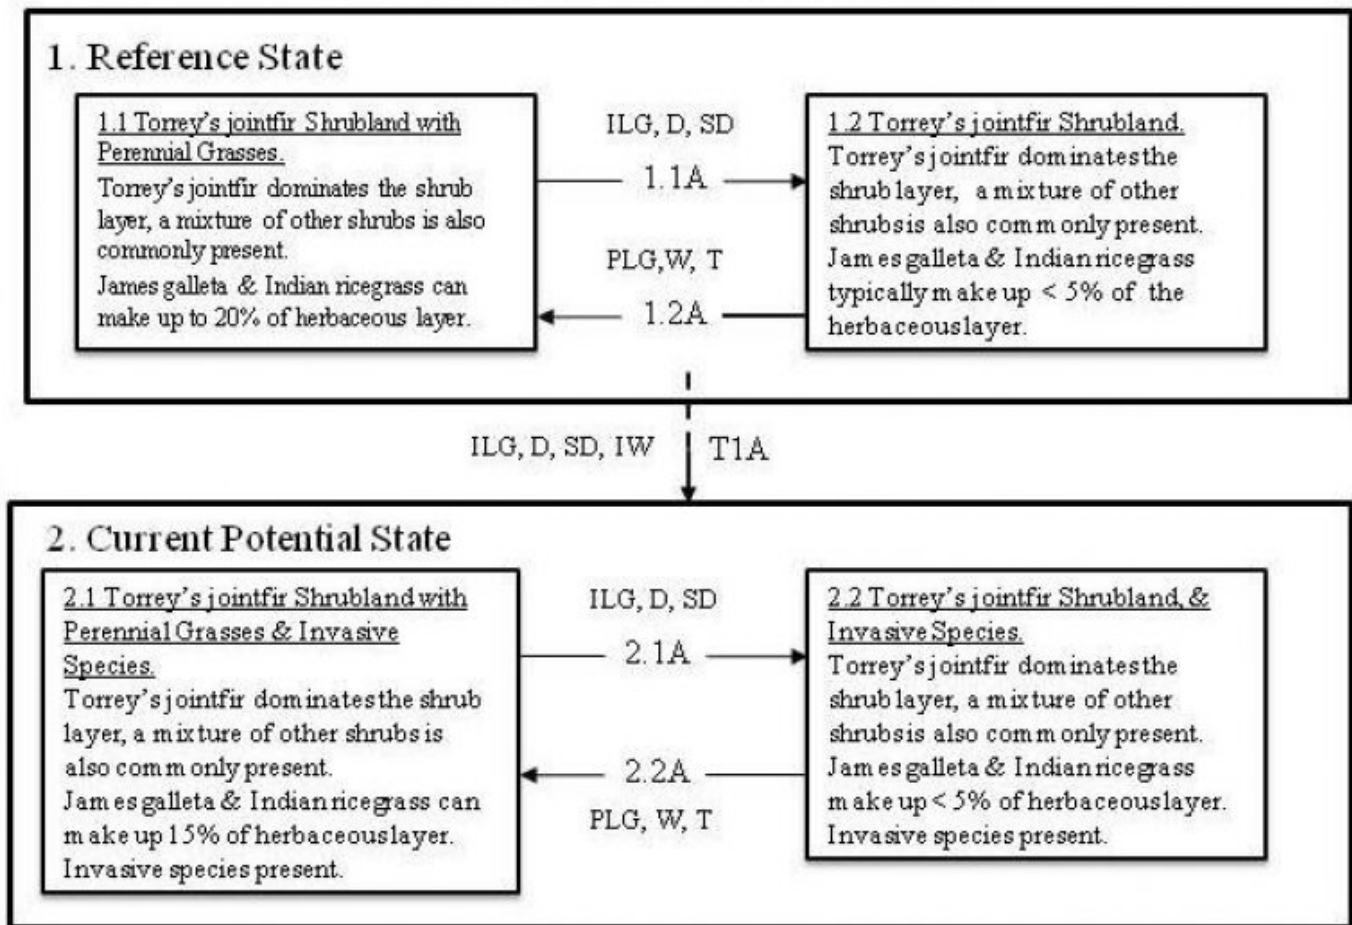 1. Reference State
1.1 Torrey's jointfir Shrubland with
Perennial Grasses.
Torrey's jointfir dominates the shrub
layer, a mixture of other shrubs is also
commonly present.
James galleta & Indian ricegrass can
make up to 20% of herbaceous layer.
ILG, D, SD
1.1A
PLG,W, T
1.2A
1.2 Torrey's jointfir Shrubland.
Torrey's jointfir dominates the
shrub layer, a mixture of other
shrubs is also commonly present.
James galleta & Indian ricegrass
typically make up < 5% of the
herbaceous layer.
ILG, D, SD, IW
T1A
2. Current Potential State
2.1 Torrey's jointfir Shrubland with
Perennial Grasses & Invasive
Species.
Torrey's jointfir dominates the shrub
layer, a mixture of other shrubs is
also commonly present.
James galleta & Indian ricegrass can
make up 15% of herbaceous layer.
Invasive species present.
ILG, D, SD
2.1A
2.2A
PLG, W, T
2.2 Torrey's jointfir Shrubland, &
Invasive Species.
Torrey's jointfir dominates the
shrub layer, a mixture of other
shrubs is also commonly present.
James galleta & Indian ricegrass
make up < 5% of herbaceous layer.
Invasive species present.